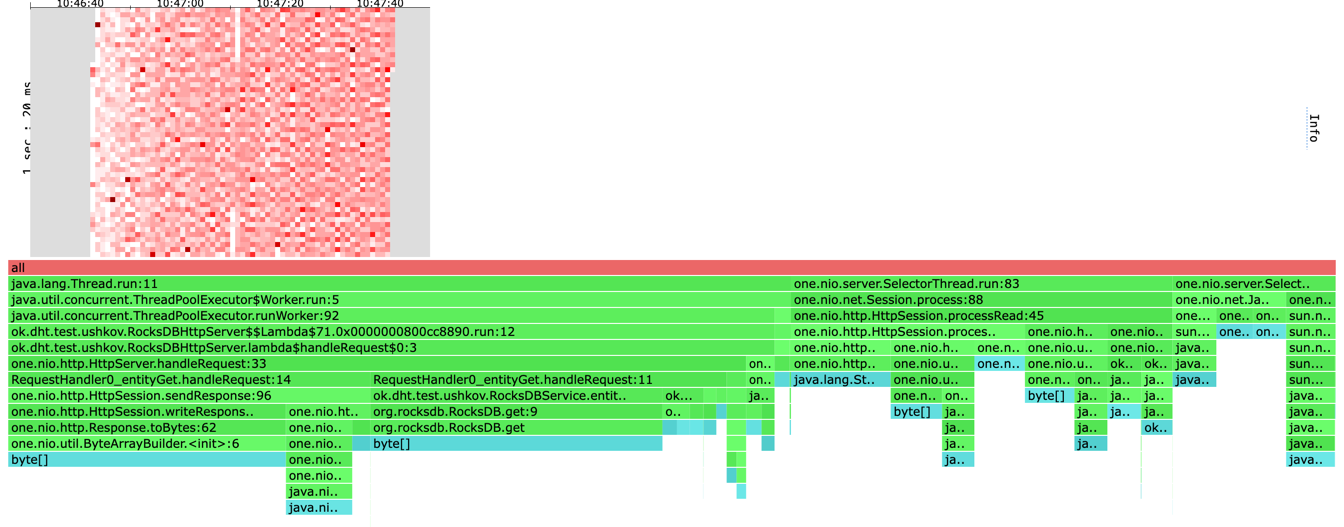 10:46:40 10:47:00 10:47:20 10:47:40
1 sec : 20 ms
Info
all
java.lang.Thread.run:11 one.nio.server.SelectorThread.run:83 one.nio.server.Select..
java.util.concurrent.ThreadPoolExecutor$Worker.run:5 one.nio.net.Session.process:88 one.nio.net.Ja.. one.n..
java.util.concurrent.ThreadPoolExecutor.runWorker:92 one.nio.http.HttpSession.processRead:45 one... one.. on.. sun.n..
ok.dht.test.ushkov.RocksDBHttpServer$$Lambda$71.0x0000000800cc8890.run:12 one.nio.http.HttpSession.proces.. one.nio.h.. one.nio.. sun... one.. on.. sun.n..
ok.dht.test.ushkov.RocksDBHttpServer.lambda$handleRequest$0:3 one.nio.http.. one.nio.h.. one.n.. one.nio.u.. one.nio.. java.. sun.n..
one.nio.http.HttpServer.handleRequest:33 on.. one.nio.http.. one.nio.u.. one.n.. one.nio.u.. ok.. ok.. java.. sun.n..
RequestHandler0_entityGet.handleRequest:14 RequestHandler0_entityGet.handleRequest:11 on.. java.lang.St.. one.nio.u.. one.n.. on.. ja.. ja.. java.. sun...
one.nio.http.HttpSession.sendResponse:96 ok.dht.test.ushkov.RocksDBService.entit.. ok... ja.. one.n.. on.. byte[] ja.. ja.. ja.. java..
one.nio.http.HttpSession.writeRespons.. one.nio.ht.. org.rocksdb.RocksDB.get:9 o.. byte[] ja.. ja.. ja.. ja.. java..
one.nio.http.Response.toBytes:62 one.nio.. org.rocksdb.RocksDB.get ja.. ja.. ok.. java..
one.nio.util.ByteArrayBuilder.<init>:6 one.nio.. byte[] ja.. ja.. java..
byte[] one.nio.. ja.. java..
one.nio..
java.ni..
java.ni..